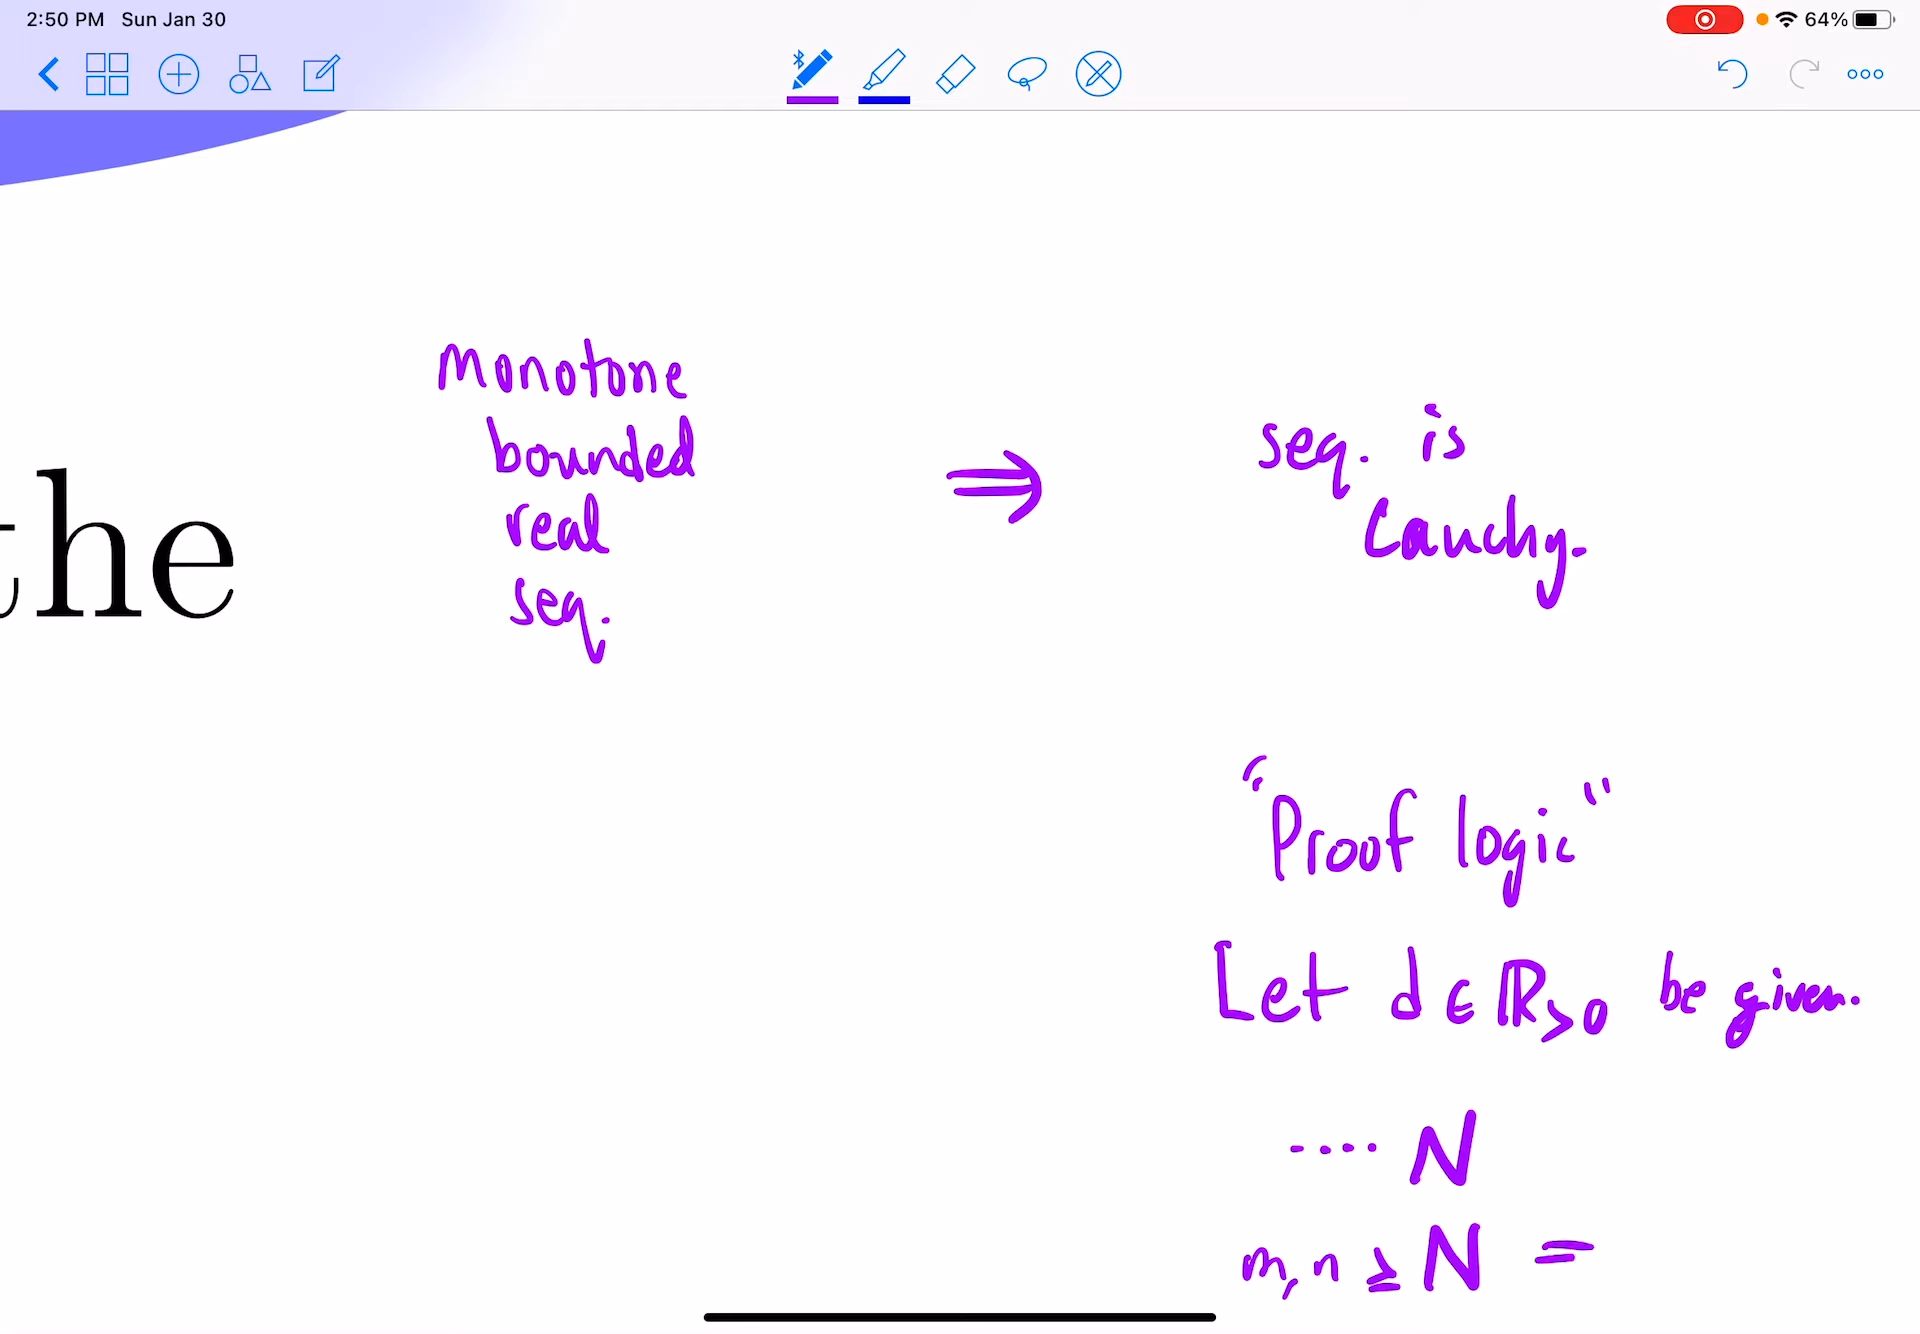 2:50 PM Sun Jan 30
64%
the
monotone
bounded
real
seq.
⇒
seq. is
Cauchy.
"Proof logic"
Let d ∈ ℝ>0 be given.
.... N
m, n ≥ N =